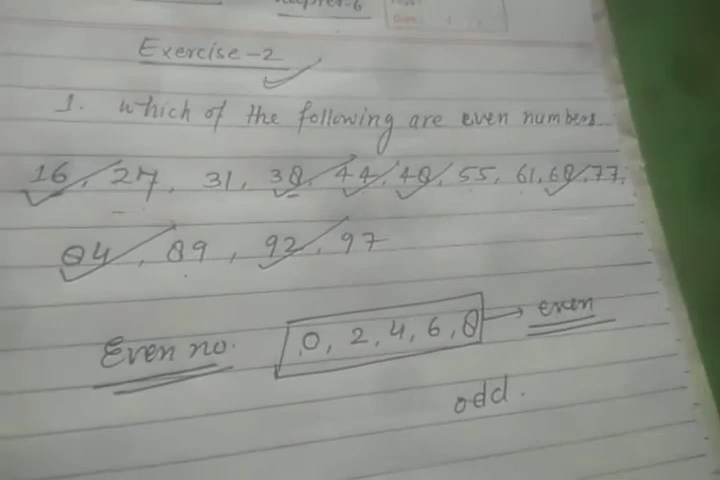 Exercise-2
1. which of the following are even numbers
16, 27, 31, 38, 44, 48, 55, 61, 68, 77,
84, 89, 92, 97
Even no. 0, 2, 4, 6, 8 → even
odd.